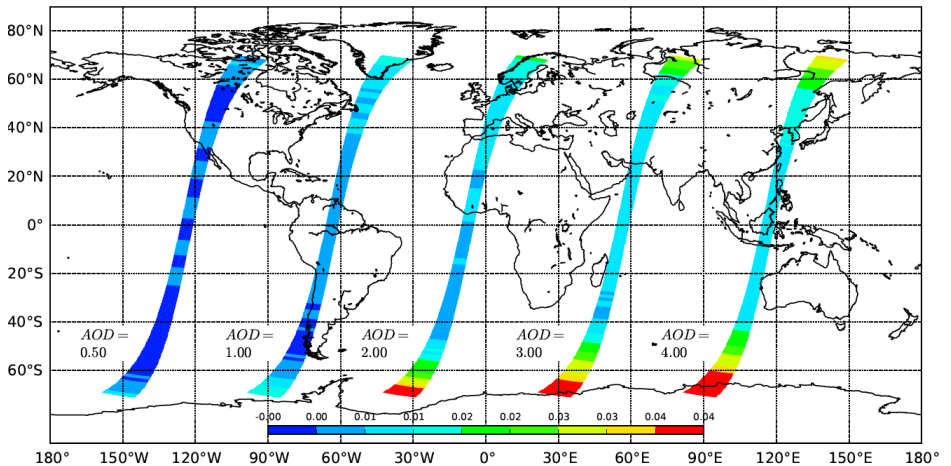 80°N
60°N
40°N
20°N
0°
20°S
40°S
60°S
AOD =
0.50
AOD =
1.00
AOD =
2.00
AOD =
3.00
AOD =
4.00
-0.00 0.00 0.01 0.01 0.02 0.02 0.03 0.03 0.04 0.04
180° 150°W 120°W 90°W 60°W 30°W 0° 30°E 60°E 90°E 120°E 150°E 180°